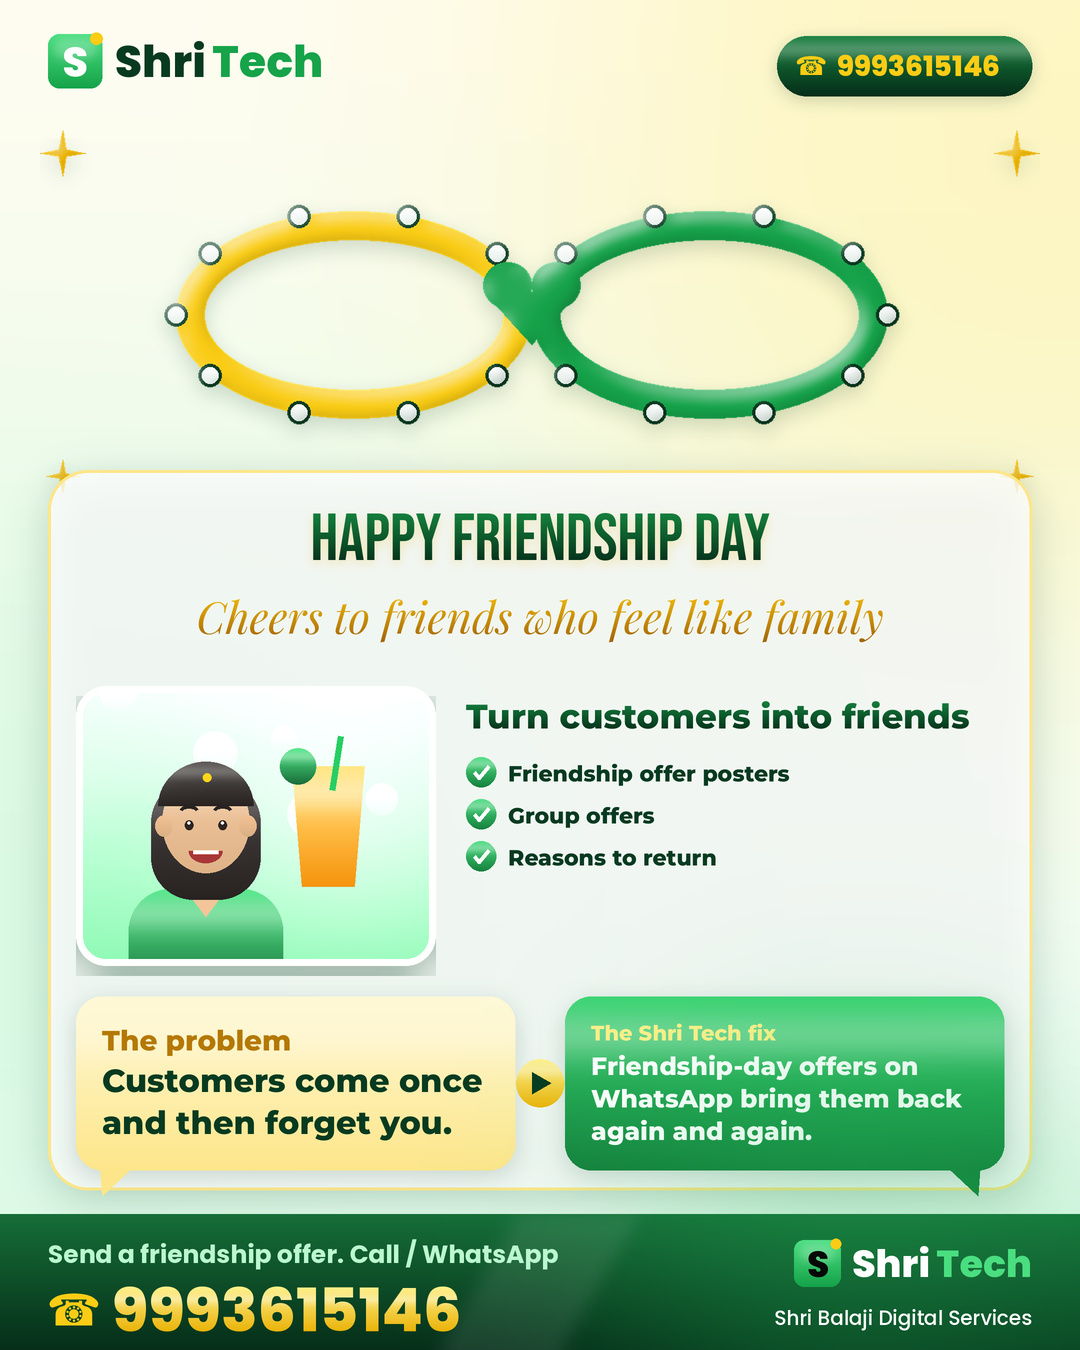 S Shri Tech
☎ 9993615146
HAPPY FRIENDSHIP DAY
Cheers to friends who feel like family
Turn customers into friends
Friendship offer posters
Group offers
Reasons to return
The problem
Customers come once
and then forget you.
The Shri Tech fix
Friendship-day offers on
WhatsApp bring them back
again and again.
Send a friendship offer. Call / WhatsApp
☎ 9993615146
S Shri Tech
Shri Balaji Digital Services